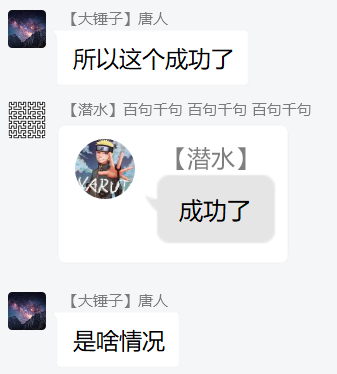 【大锤子】唐人
所以这个成功了
【潜水】百句千句 百句千句 百句千句
【潜水】
NARUT
成功了
【大锤子】唐人
是啥情况